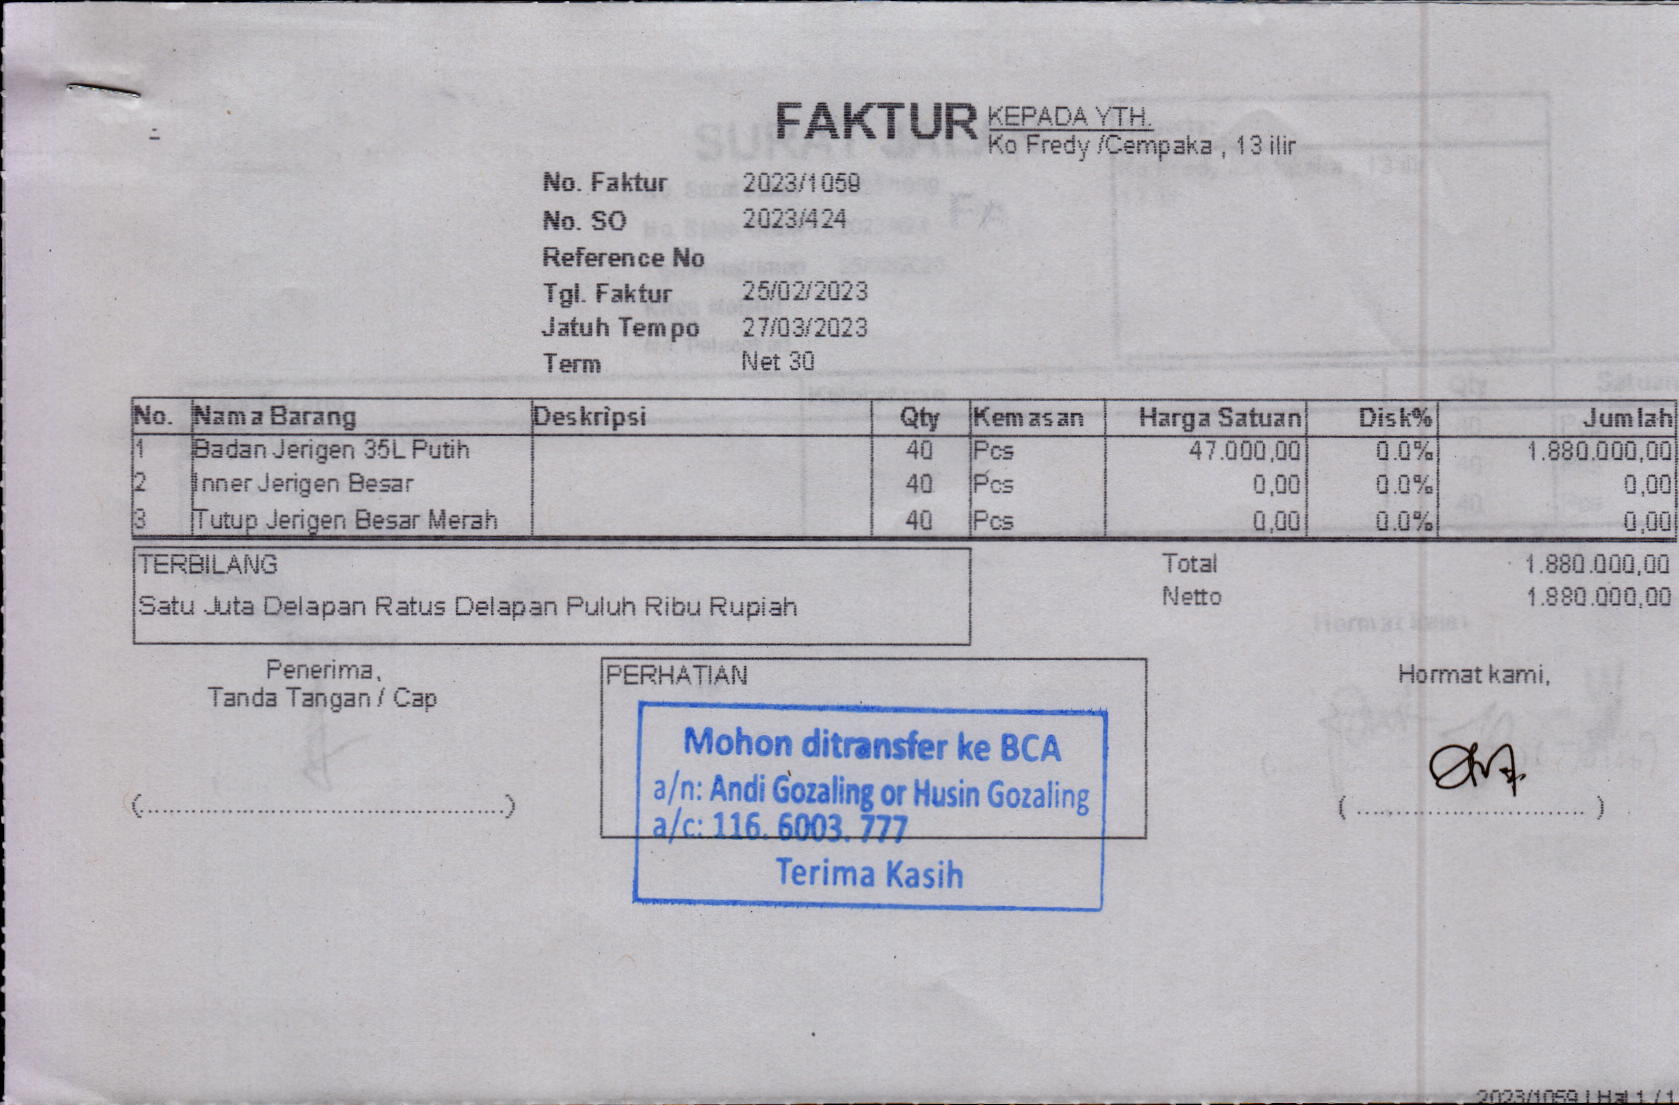 FAKTUR
KEPADA YTH.
Ko Fredy /Cempaka , 13 ilir
No. Faktur 2023/1059
No. SO 2023/424
Reference No
Tgl. Faktur 25/02/2023
Jatuh Tempo 27/03/2023
Term Net 30
No. Nama Barang Deskripsi Qty Kemasan Harga Satuan Disk% Jumlah
1 Badan Jerigen 35L Putih 40 Pcs 47.000,00 0.0% 1.880.000,00
2 Inner Jerigen Besar 40 Pcs 0,00 0.0% 0,00
3 Tutup Jerigen Besar Merah 40 Pcs 0,00 0.0% 0,00
TERBILANG
Satu Juta Delapan Ratus Delapan Puluh Ribu Rupiah
Total 1.880.000,00
Netto 1.880.000,00
Penerima,
Tanda Tangan / Cap
(..........................................)
PERHATIAN
Mohon ditransfer ke BCA
a/n: Andi Gozaling or Husin Gozaling
a/c: 116. 6003. 777
Terima Kasih
Hormat kami,
( .......................... )
2023/1059 | Hal 1 / 1